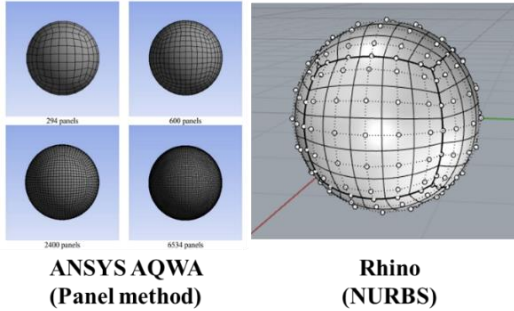 294 panels
600 panels
2400 panels
6534 panels
ANSYS AQWA
(Panel method)
Rhino
(NURBS)